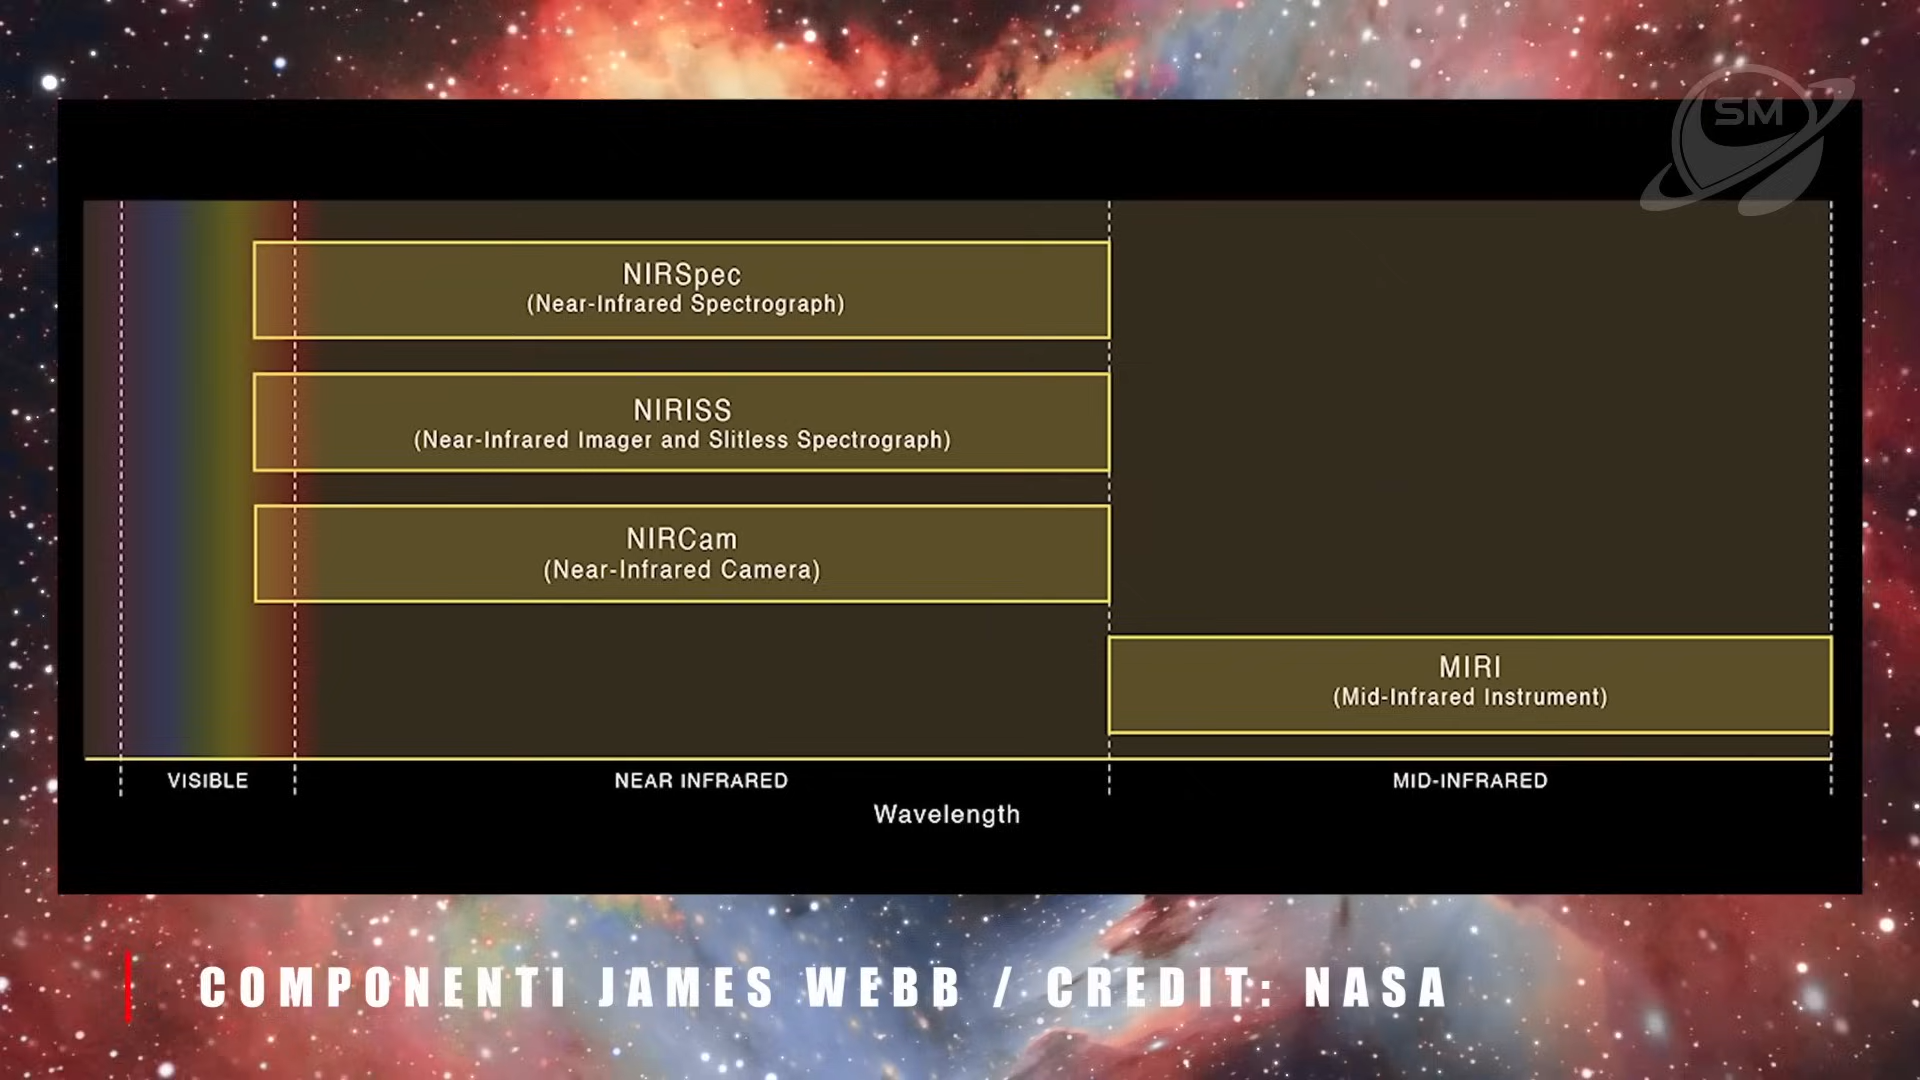 SM
NIRSpec
(Near-Infrared Spectrograph)
NIRISS
(Near-Infrared Imager and Slitless Spectrograph)
NIRCam
(Near-Infrared Camera)
MIRI
(Mid-Infrared Instrument)
VISIBLE NEAR INFRARED MID-INFRARED
Wavelength
COMPONENTI JAMES WEBB / CREDIT: NASA